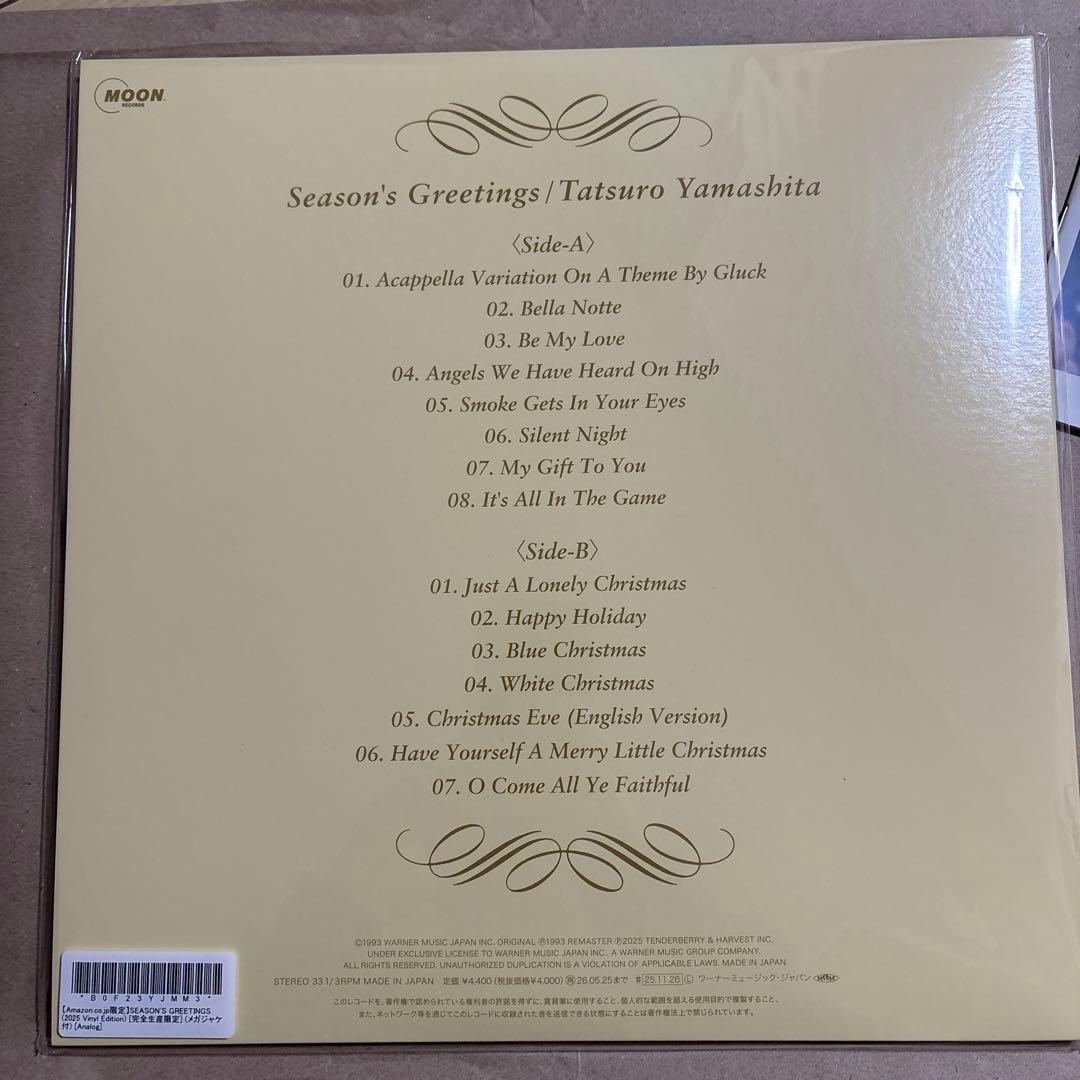 MOON
RECORDS
Season's Greetings / Tatsuro Yamashita
〈Side-A〉
01. Acappella Variation On A Theme By Gluck
02. Bella Notte
03. Be My Love
04. Angels We Have Heard On High
05. Smoke Gets In Your Eyes
06. Silent Night
07. My Gift To You
08. It's All In The Game
〈Side-B〉
01. Just A Lonely Christmas
02. Happy Holiday
03. Blue Christmas
04. White Christmas
05. Christmas Eve (English Version)
06. Have Yourself A Merry Little Christmas
07. O Come All Ye Faithful
©1993 WARNER MUSIC JAPAN INC. ORIGINAL ℗1993 REMASTER ℗2025 TENDERBERRY & HARVEST INC.
UNDER EXCLUSIVE LICENSE TO WARNER MUSIC JAPAN INC., A WARNER MUSIC GROUP COMPANY.
ALL RIGHTS RESERVED. UNAUTHORIZED DUPLICATION IS A VIOLATION OF APPLICABLE LAWS. MADE IN JAPAN.
STEREO 33 1/3RPM MADE IN JAPAN 定価 ¥4,400 (税抜価格¥4,000) 再 26.05.25まで ♯ 25.11.26 Ⓛ ワーナーミュージック・ジャパン
このレコードを、著作権で認められている権利者の許諾を得ずに、賃貸業に使用すること、個人的な範囲を超える使用目的で複製すること、
また、ネットワーク等を通じてこのレコードに収録された音を送信できる状態にすることは著作権法上で禁じられています。
*B0F23YJMM3*
【Amazon.co.jp限定】SEASON'S GREETINGS
(2025 Vinyl Edition) [完全生産限定] (メガジャケ
付) [Analog]